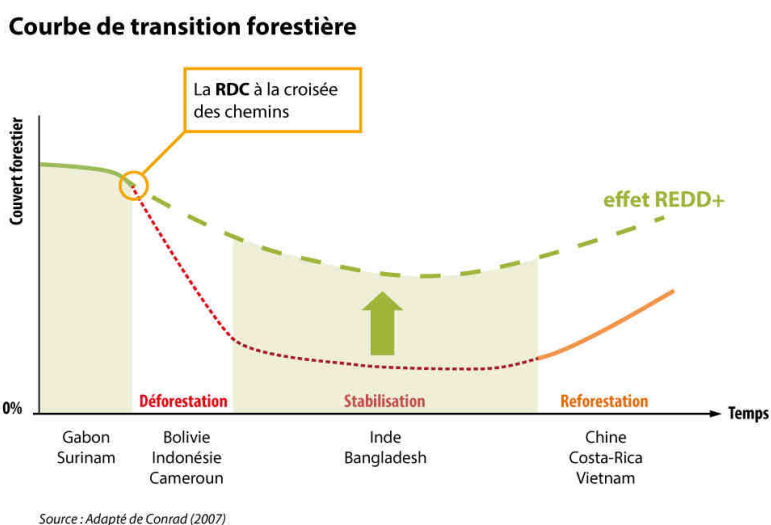 Courbe de transition forestière
La RDC à la croisée
des chemins
Couvert forestier
effet REDD+
Déforestation
Stabilisation
Reforestation
0%
Temps
Gabon
Surinam
Bolivie
Indonésie
Cameroun
Inde
Bangladesh
Chine
Costa-Rica
Vietnam
Source : Adapté de Conrad (2007)